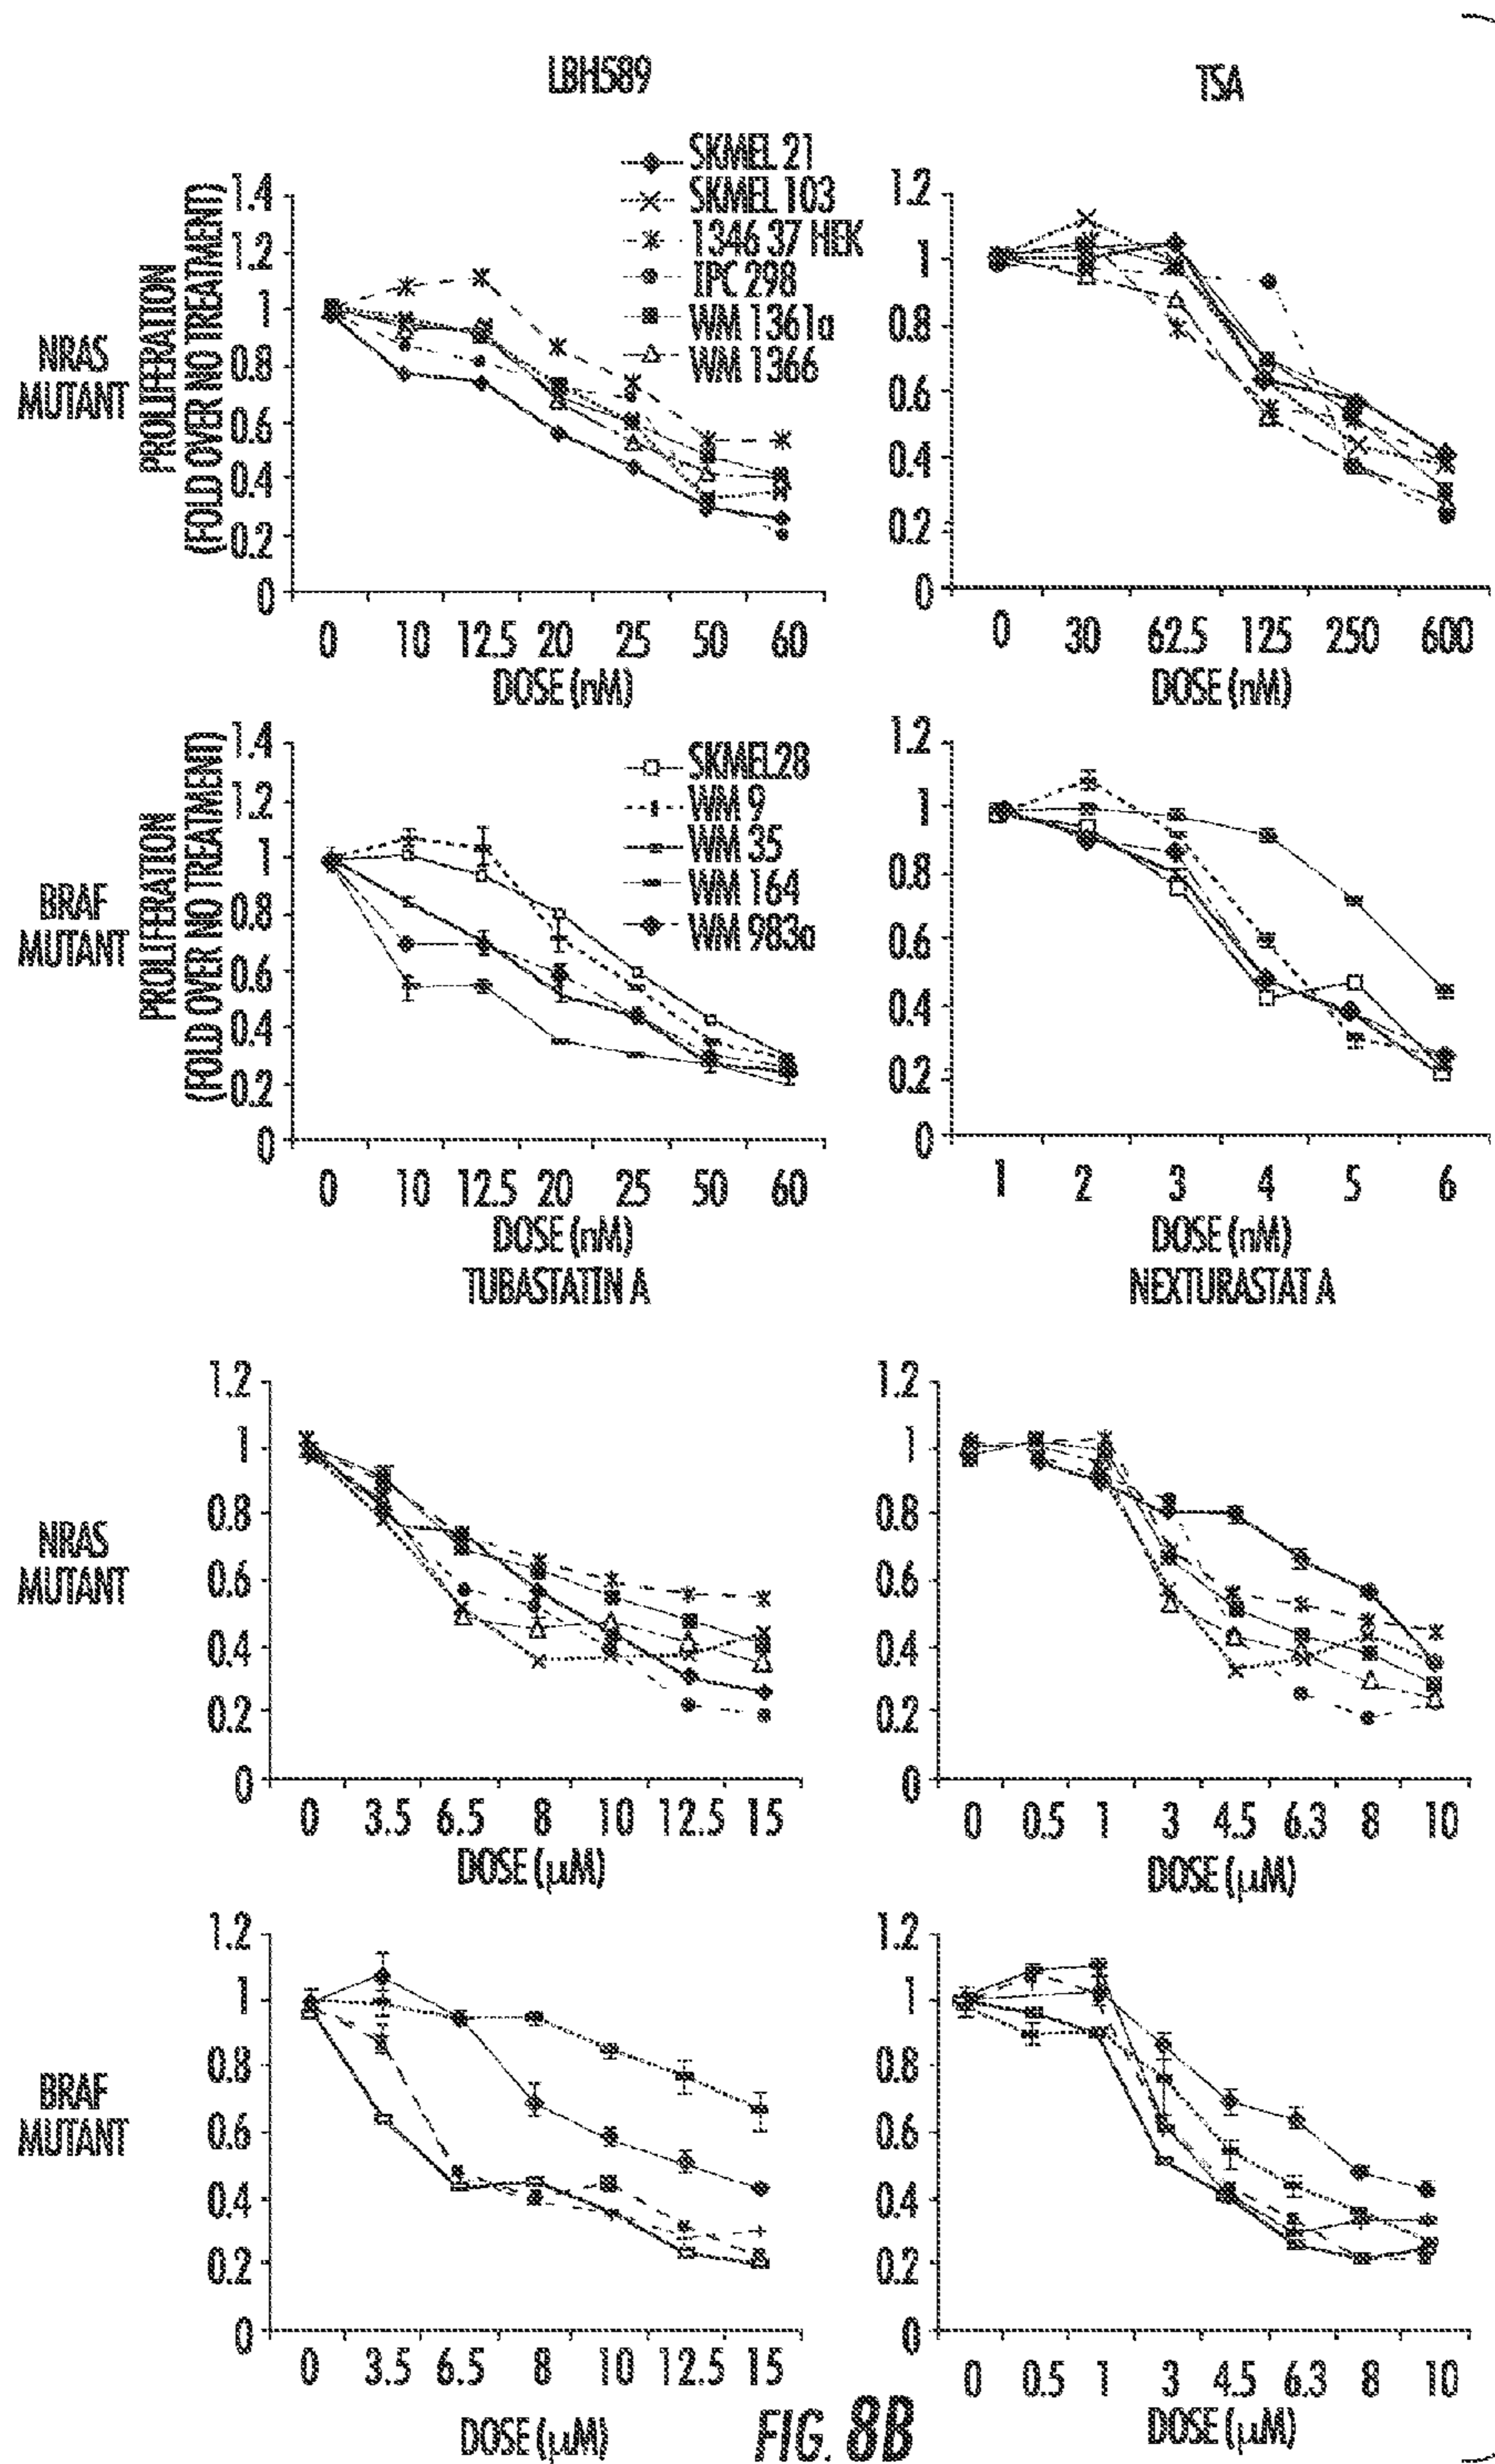 LBH589
TSA
NRAS
MUTANT
PROLIFERATION
(FOLD OVER NO TREATMENT)
1.4
1.2
1
0.8
0.6
0.4
0.2
0
SKMEL 21
SKMEL 103
1346 37 HEK
IPC 298
WM 1361a
WM 1366
0 10 12.5 20 25 50 60
DOSE (nM)
1.2
1
0.8
0.6
0.4
0.2
0
0 30 62.5 125 250 600
DOSE (nM)
BRAF
MUTANT
PROLIFERATION
(FOLD OVER NO TREATMENT)
1.4
1.2
1
0.8
0.6
0.4
0.2
0
SKMEL28
WM 9
WM 35
WM 164
WM 983a
0 10 12.5 20 25 50 60
DOSE (nM)
1.2
1
0.8
0.6
0.4
0.2
0
1 2 3 4 5 6
DOSE (nM)
TUBASTATIN A
NEXTURASTAT A
NRAS
MUTANT
1.2
1
0.8
0.6
0.4
0.2
0
0 3.5 6.5 8 10 12.5 15
DOSE (μM)
1.2
1
0.8
0.6
0.4
0.2
0
0 0.5 1 3 4.5 6.3 8 10
DOSE (μM)
BRAF
MUTANT
1.2
1
0.8
0.6
0.4
0.2
0
0 3.5 6.5 8 10 12.5 15
DOSE (μM)
1.2
1
0.8
0.6
0.4
0.2
0
0 0.5 1 3 4.5 6.3 8 10
DOSE (μM)
FIG. 8B